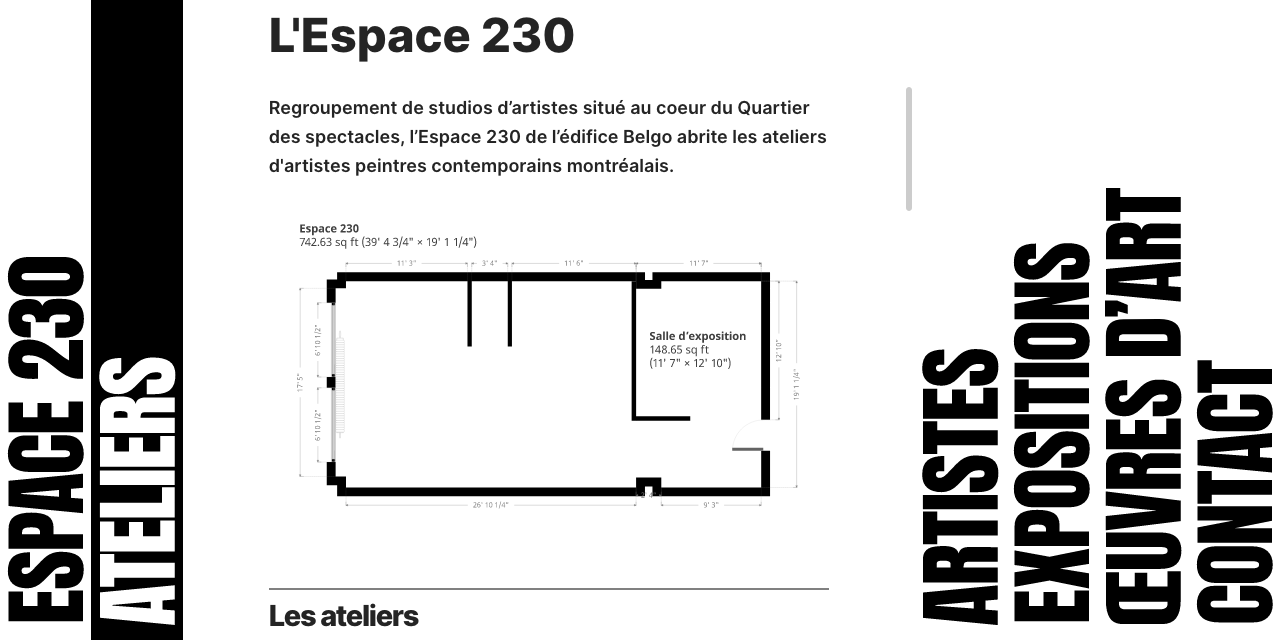 ESPACE 230
ATELIERS
L'Espace 230
Regroupement de studios d’artistes situé au coeur du Quartier
des spectacles, l’Espace 230 de l’édifice Belgo abrite les ateliers
d'artistes peintres contemporains montréalais.
Espace 230
742.63 sq ft (39' 4 3/4" × 19' 1 1/4")
11' 3"
3' 4"
11' 6"
11' 7"
6' 10 1/2"
17' 5"
6' 10 1/2"
Salle d’exposition
148.65 sq ft
(11' 7" × 12' 10")
12' 10"
19' 1 1/4"
26' 10 1/4"
9' 3"
Les ateliers
ARTISTES
EXPOSITIONS
ŒUVRES D’ART
CONTACT